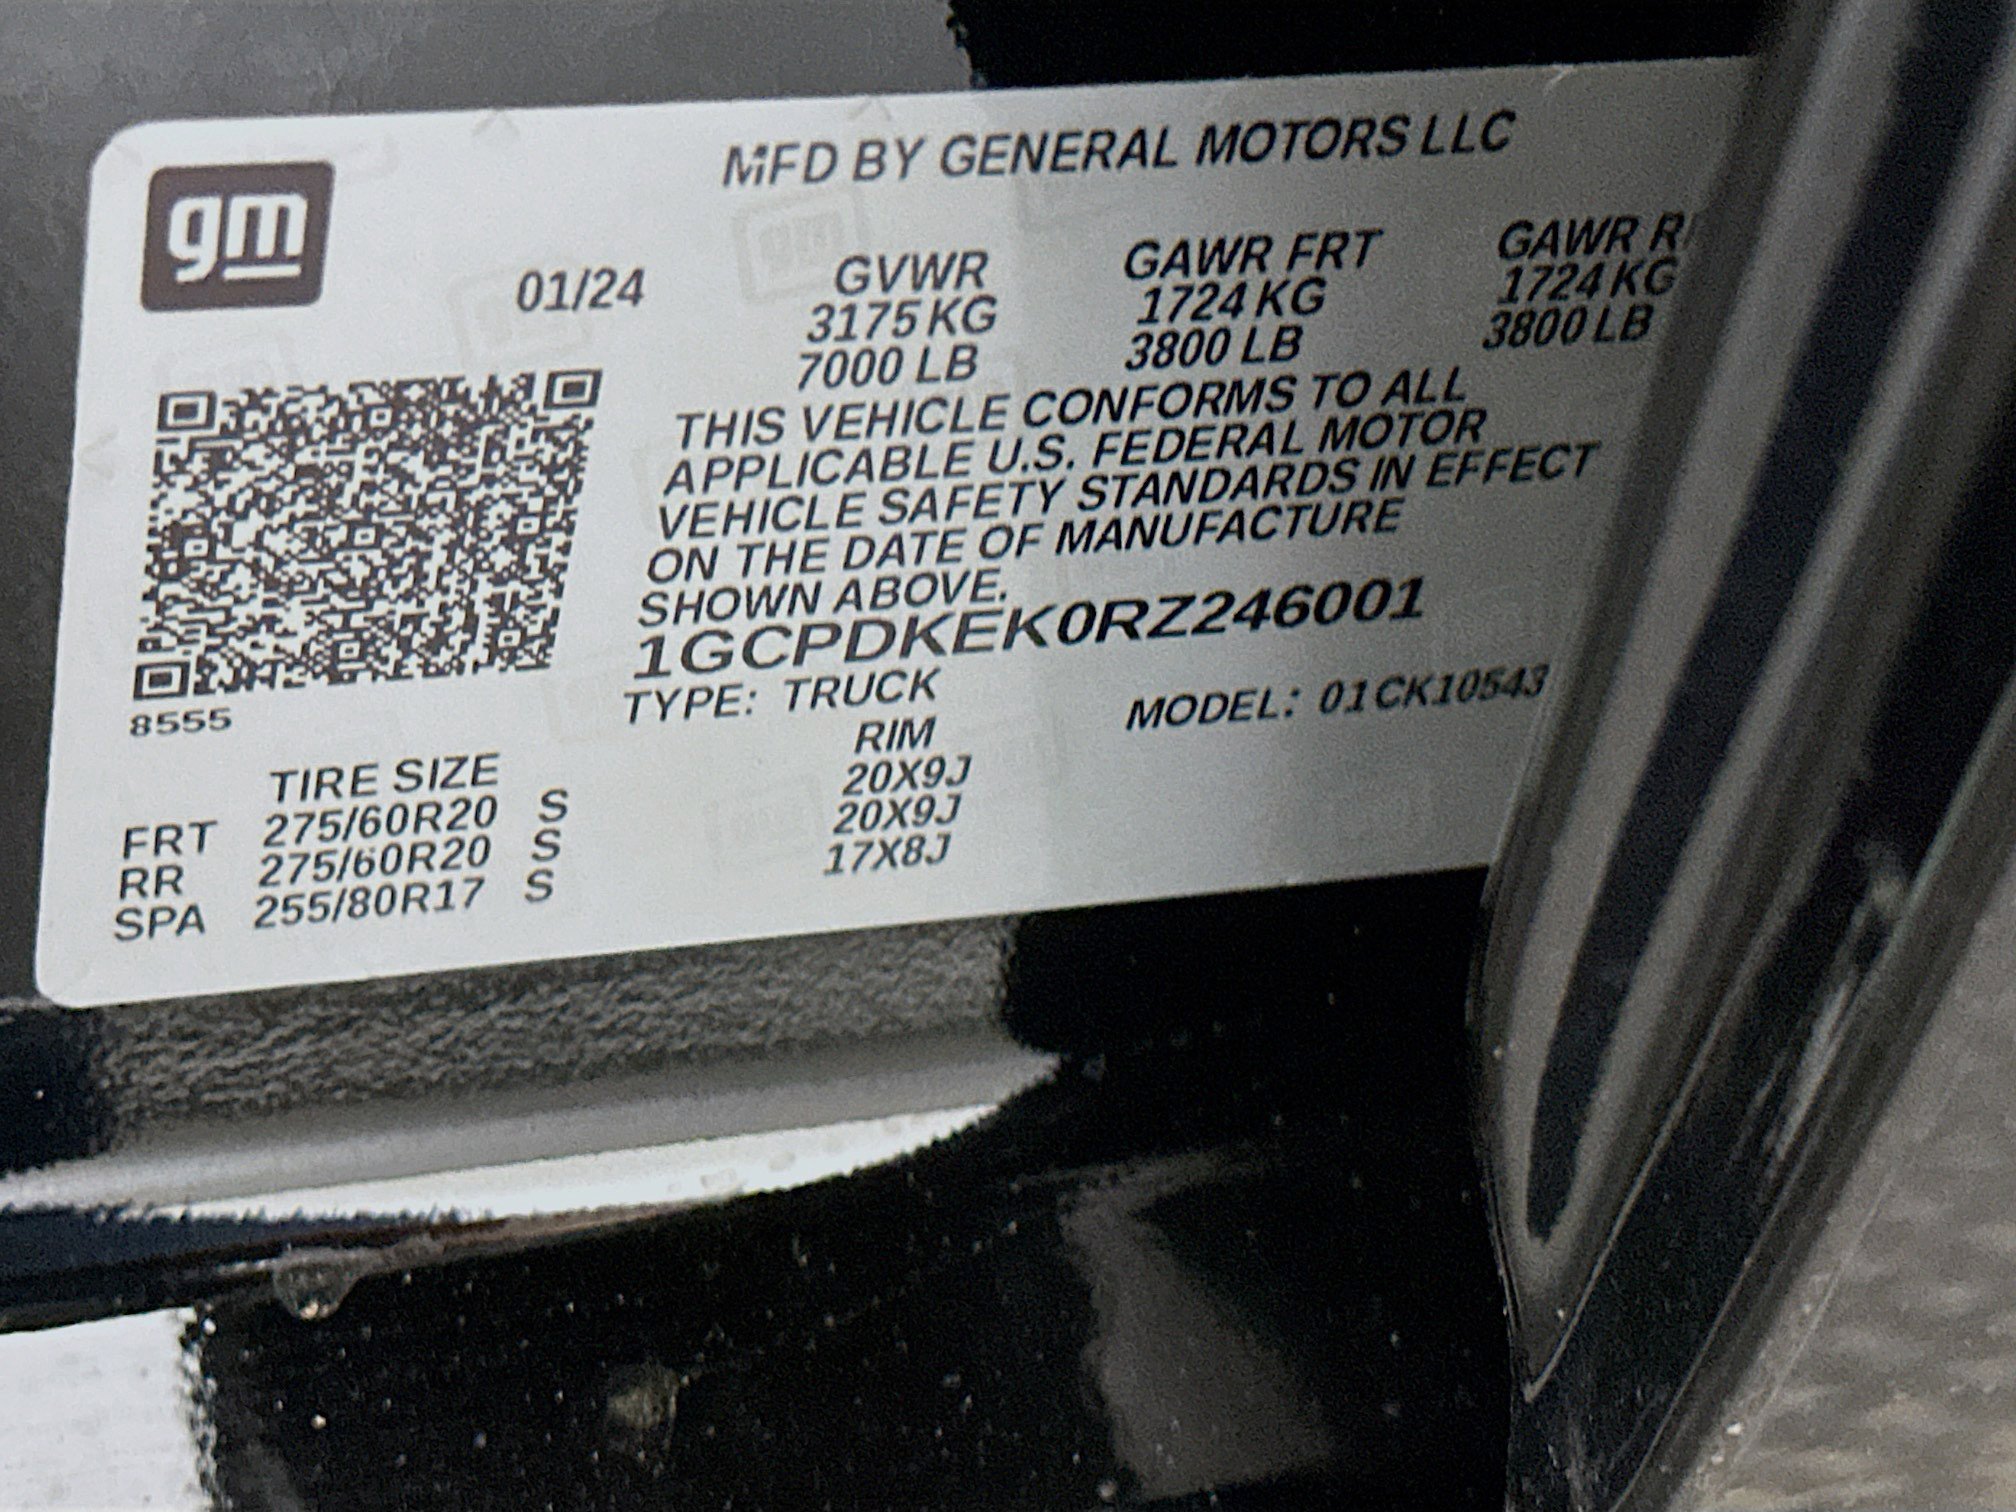 gm
MFD BY GENERAL MOTORS LLC
01/24 GVWR GAWR FRT GAWR
3175 KG 1724 KG 1724 KG
7000 LB 3800 LB 3800 LB
THIS VEHICLE CONFORMS TO ALL
APPLICABLE U.S. FEDERAL MOTOR
VEHICLE SAFETY STANDARDS IN EFFECT
ON THE DATE OF MANUFACTURE
SHOWN ABOVE.
1GCPDKEK0RZ246001
TYPE: TRUCK MODEL: 01CK10543
8555
TIRE SIZE RIM
FRT 275/60R20 S 20X9J
RR 275/60R20 S 20X9J
SPA 255/80R17 S 17X8J